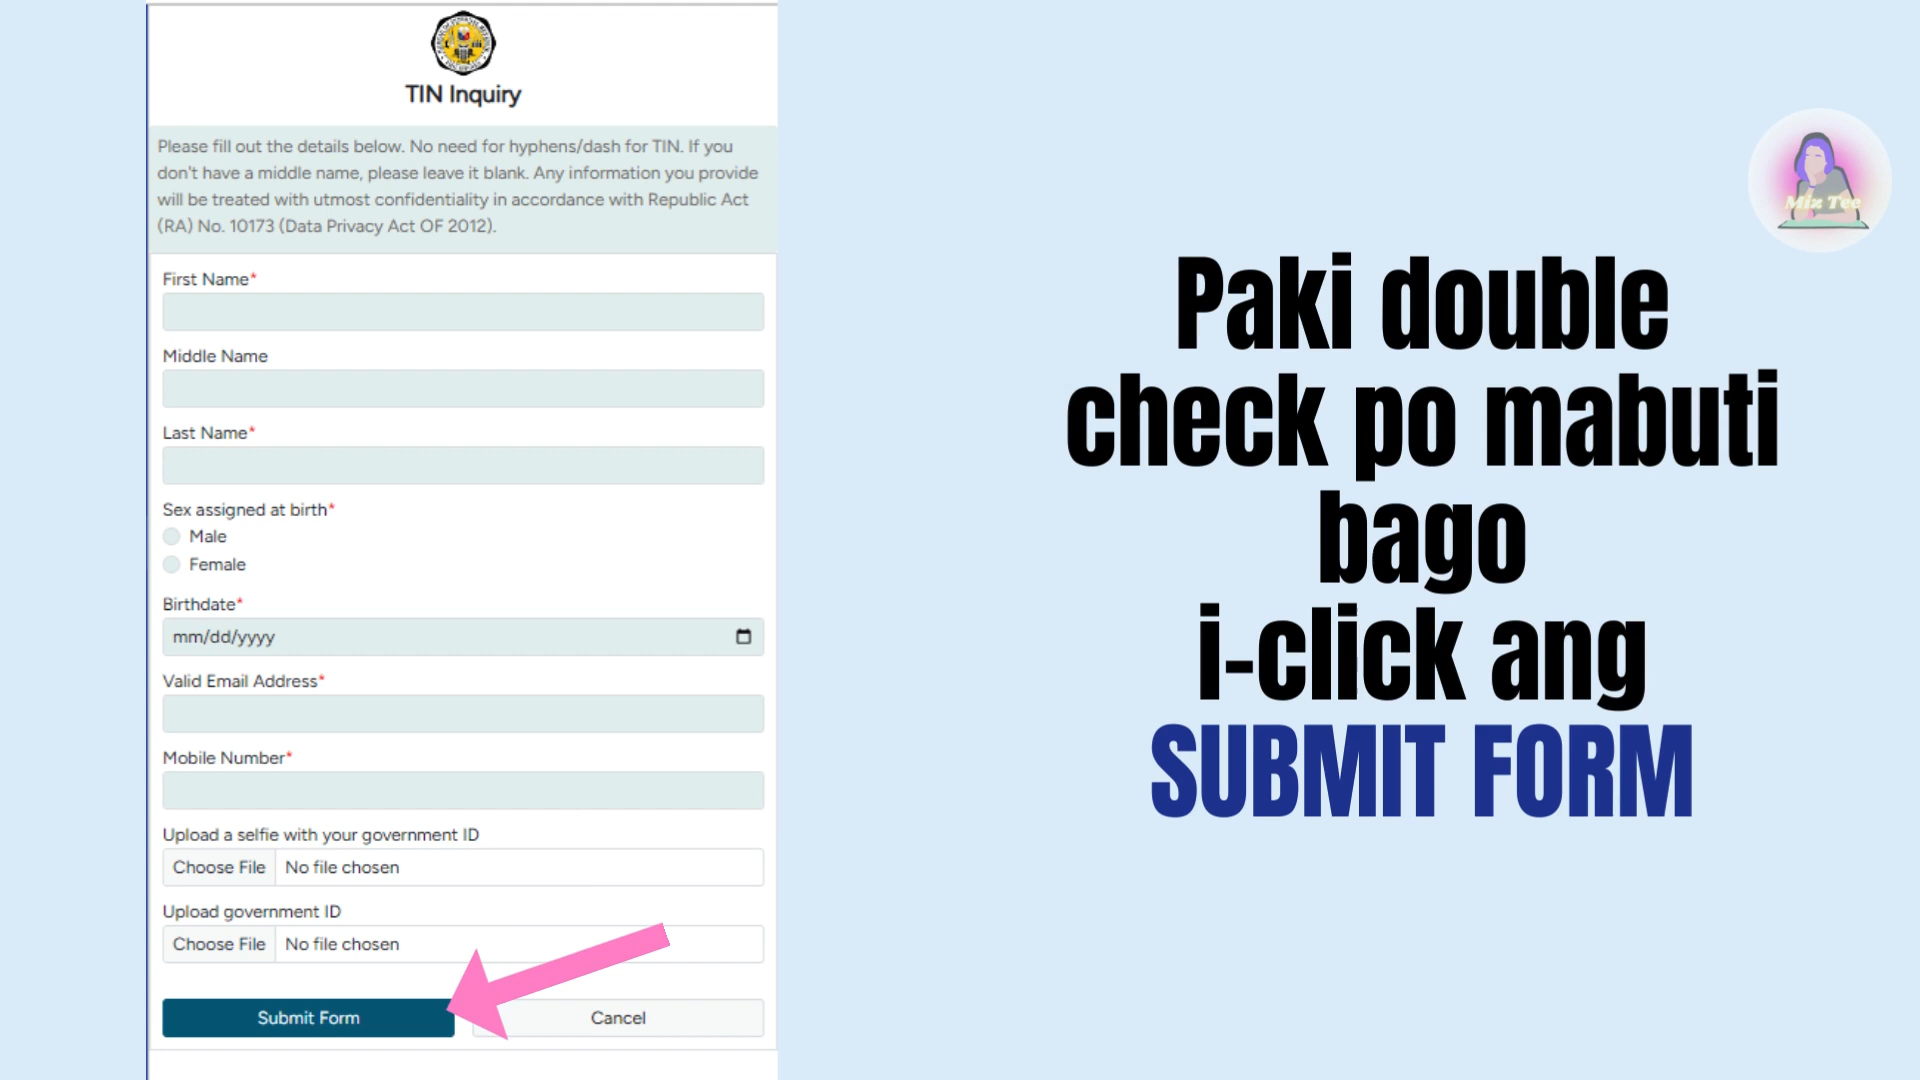 TIN Inquiry
Please fill out the details below. No need for hyphens/dash for TIN. If you
don't have a middle name, please leave it blank. Any information you provide
will be treated with utmost confidentiality in accordance with Republic Act
(RA) No. 10173 (Data Privacy Act OF 2012).
First Name*
Middle Name
Last Name*
Sex assigned at birth*
Male
Female
Birthdate*
mm/dd/yyyy
Valid Email Address*
Mobile Number*
Upload a selfie with your government ID
Choose File No file chosen
Upload government ID
Choose File No file chosen
Submit Form
Cancel
Miz Tee
Paki double
check po mabuti
bago
i-click ang
SUBMIT FORM